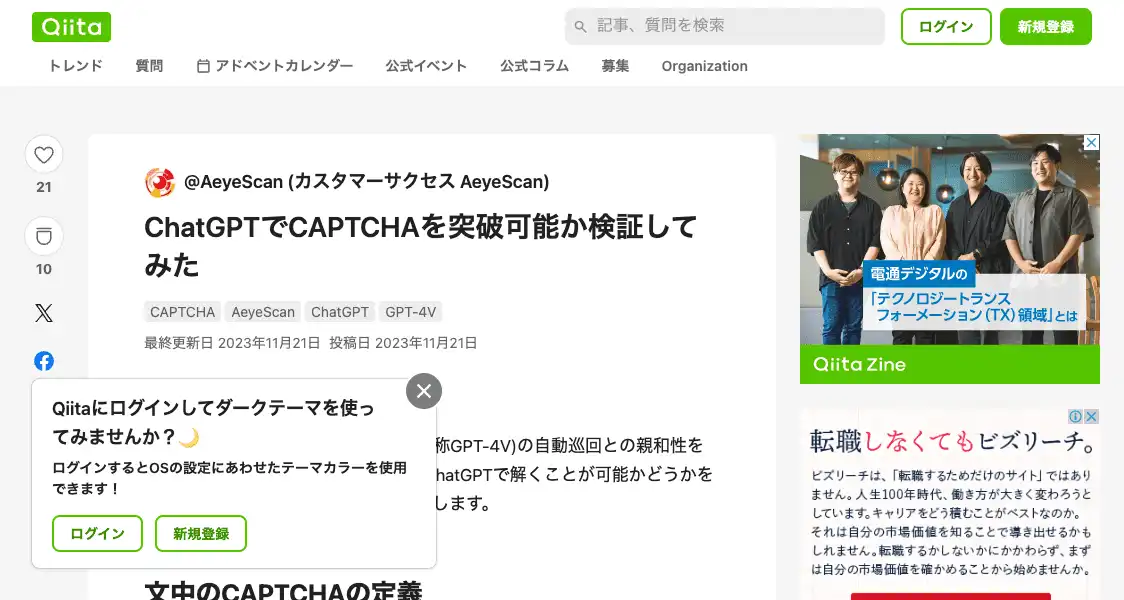 Qiita
記事、質問を検索
ログイン
新規登録
トレンド
質問
アドベントカレンダー
公式イベント
公式コラム
募集
Organization
21
10
@AeyeScan (カスタマーサクセス AeyeScan)
ChatGPTでCAPTCHAを突破可能か検証して
みた
CAPTCHA
AeyeScan
ChatGPT
GPT-4V
最終更新日 2023年11月21日 投稿日 2023年11月21日
称GPT-4V)の自動巡回との親和性を
hatGPTで解くことが可能かどうかを
します。
文中のCAPTCHAの定義
Qiitaにログインしてダークテーマを使っ
てみませんか？🌙
ログインするとOSの設定にあわせたテーマカラーを使用
できます！
ログイン
新規登録
電通デジタルの
「テクノロジートランス
フォーメーション（TX）領域」とは
Qiita Zine
転職しなくてもビズリーチ。
ビズリーチは、「転職するためだけのサイト」ではあり
ません。人生100年時代、働き方が大きく変わろうと
しています。キャリアをどう積むことがベストなのか。
それは自分の市場価値を知ることで導き出せるかも
しれません。転職するかしないかにかかわらず、まず
は自分の市場価値を確かめることから始めませんか。